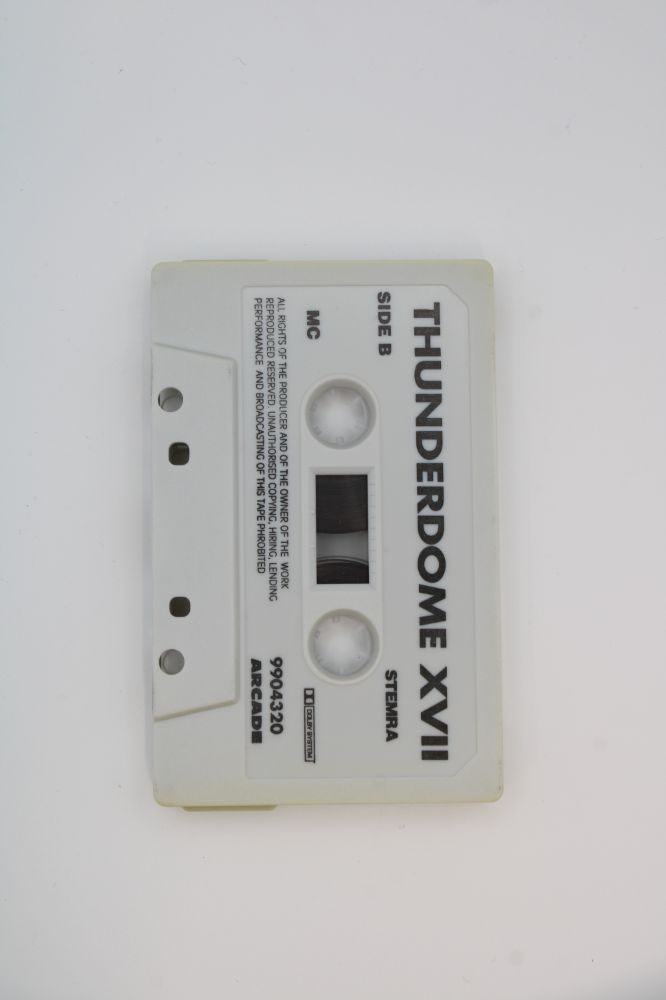 THUNDERDOME XVII
SIDE B
STEMRA
MC
DOLBY SYSTEM
ALL RIGHTS OF THE PRODUCER AND OF THE OWNER OF THE WORK
REPRODUCED RESERVED. UNAUTHORISED COPYING, HIRING, LENDING
PERFORMANCE AND BROADCASTING OF THIS TAPE PHROBITED
9904320
ARCADE